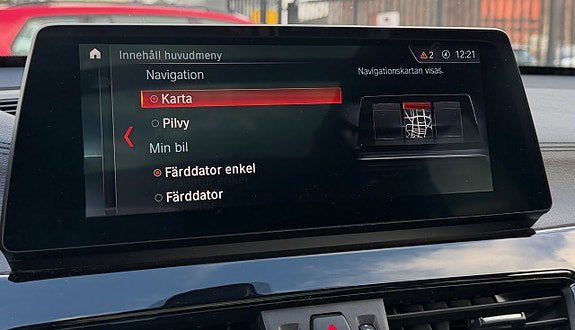 Innehåll huvudmeny
2
12:21
Navigation
Navigationskartan visas.
Karta
Pilvy
Min bil
Färddator enkel
Färddator